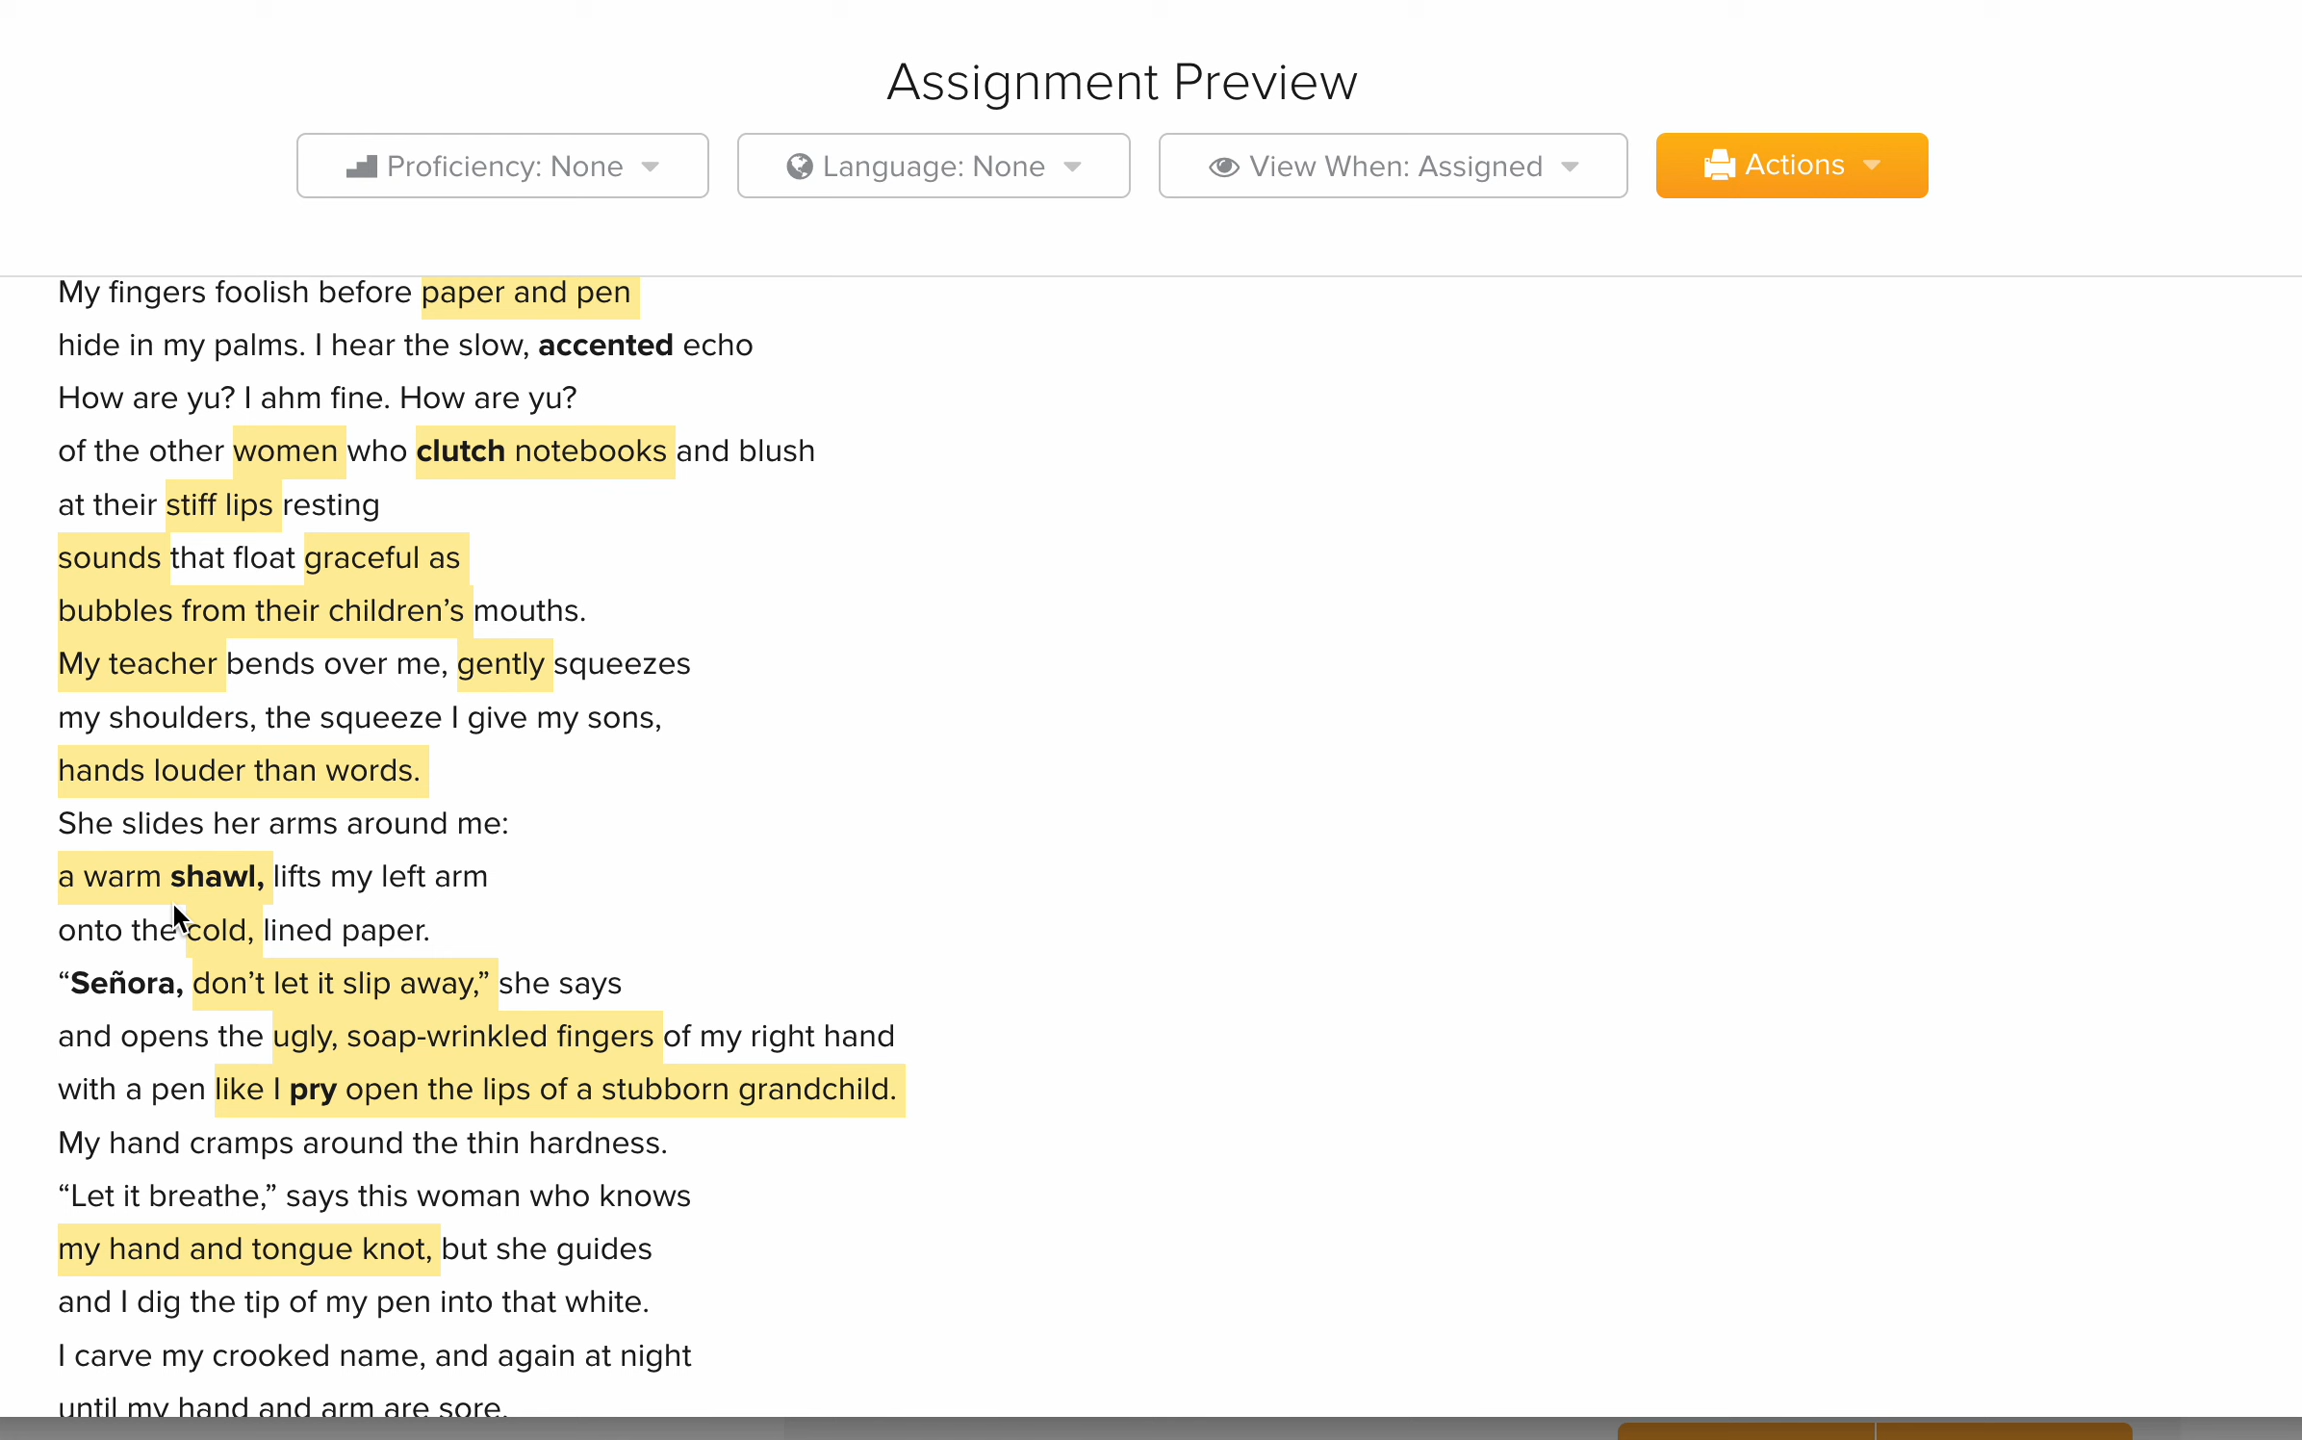 Assignment Preview
Proficiency: None
Language: None
View When: Assigned
Actions
My fingers foolish before paper and pen
hide in my palms. I hear the slow, accented echo
How are yu? I ahm fine. How are yu?
of the other women who clutch notebooks and blush
at their stiff lips resting
sounds that float graceful as
bubbles from their children’s mouths.
My teacher bends over me, gently squeezes
my shoulders, the squeeze I give my sons,
hands louder than words.
She slides her arms around me:
a warm shawl, lifts my left arm
onto the cold, lined paper.
“Señora, don’t let it slip away,” she says
and opens the ugly, soap-wrinkled fingers of my right hand
with a pen like I pry open the lips of a stubborn grandchild.
My hand cramps around the thin hardness.
“Let it breathe,” says this woman who knows
my hand and tongue knot, but she guides
and I dig the tip of my pen into that white.
I carve my crooked name, and again at night
until my hand and arm are sore.